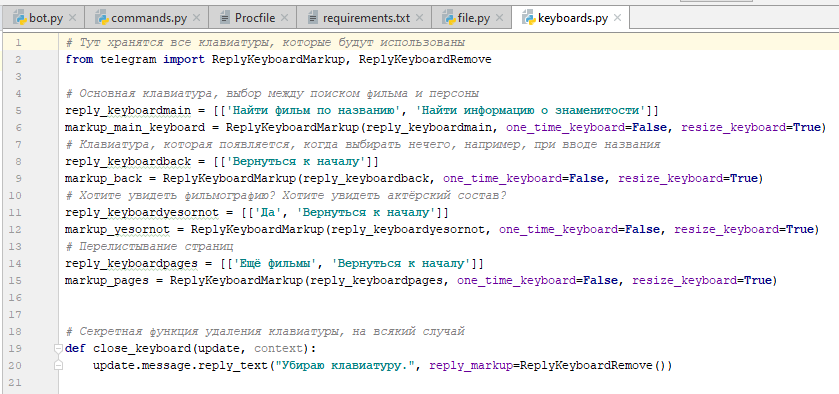 bot.py commands.py Procfile requirements.txt file.py keyboards.py
1 # Тут хранятся все клавиатуры, которые будут использованы
2 from telegram import ReplyKeyboardMarkup, ReplyKeyboardRemove
3
4 # Основная клавиатура, выбор между поиском фильма и персоны
5 reply_keyboardmain = [['Найти фильм по названию', 'Найти информацию о знаменитости']]
6 markup_main_keyboard = ReplyKeyboardMarkup(reply_keyboardmain, one_time_keyboard=False, resize_keyboard=True)
7 # Клавиатура, которая появляется, когда выбирать нечего, например, при вводе названия
8 reply_keyboardback = [['Вернуться к началу']]
9 markup_back = ReplyKeyboardMarkup(reply_keyboardback, one_time_keyboard=False, resize_keyboard=True)
10 # Хотите увидеть фильмографию? Хотите увидеть актёрский состав?
11 reply_keyboardyesornot = [['Да', 'Вернуться к началу']]
12 markup_yesornot = ReplyKeyboardMarkup(reply_keyboardyesornot, one_time_keyboard=False, resize_keyboard=True)
13 # Перелистывание страниц
14 reply_keyboardpages = [['Ещё фильмы', 'Вернуться к началу']]
15 markup_pages = ReplyKeyboardMarkup(reply_keyboardpages, one_time_keyboard=False, resize_keyboard=True)
16
17
18 # Секретная функция удаления клавиатуры, на всякий случай
19 def close_keyboard(update, context):
20 update.message.reply_text("Убираю клавиатуру.", reply_markup=ReplyKeyboardRemove())
21